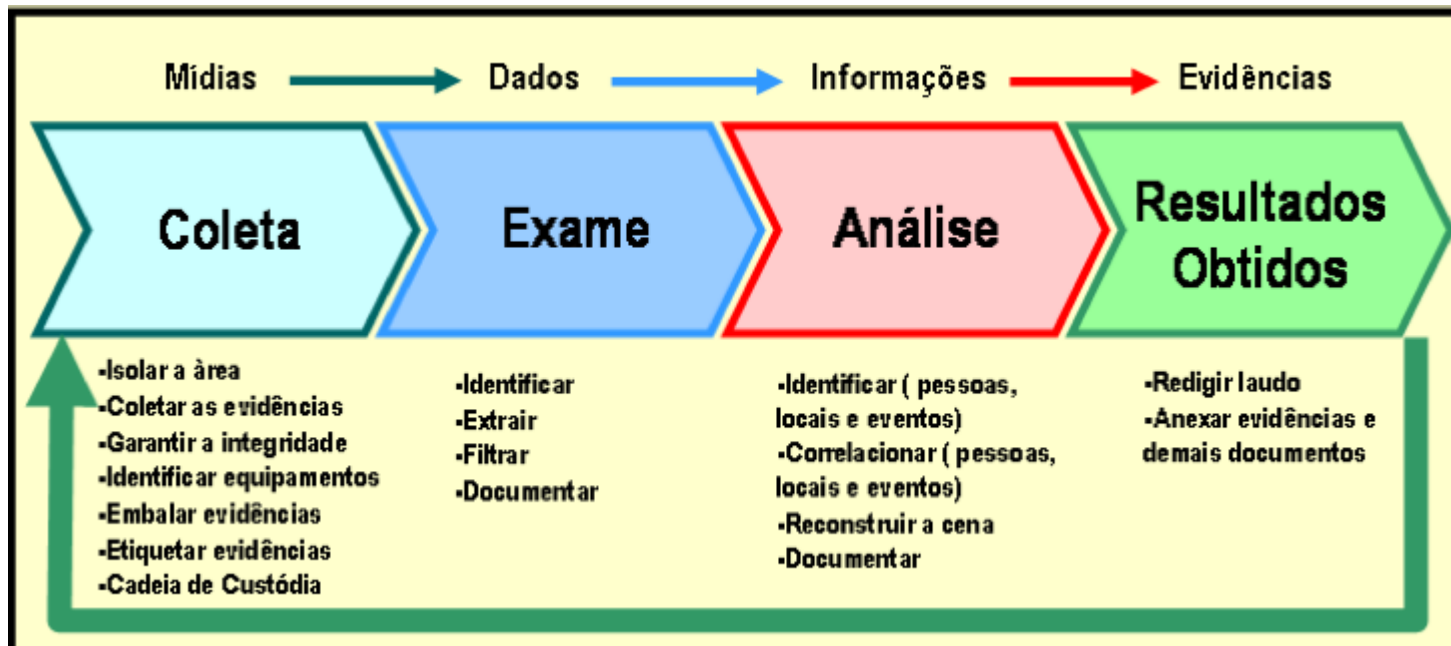 Mídias
Dados
Informações
Evidências
Coleta
Exame
Análise
Resultados
Obtidos
-Isolar a àrea
-Coletar as evidências
-Garantir a integridade
-Identificar equipamentos
-Embalar evidências
-Etiquetar evidências
-Cadeia de Custódia
-Identificar
-Extrair
-Filtrar
-Documentar
-Identificar ( pessoas,
locais e eventos)
-Correlacionar ( pessoas,
locais e eventos)
-Reconstruir a cena
-Documentar
-Redigir laudo
-Anexar evidências e
demais documentos